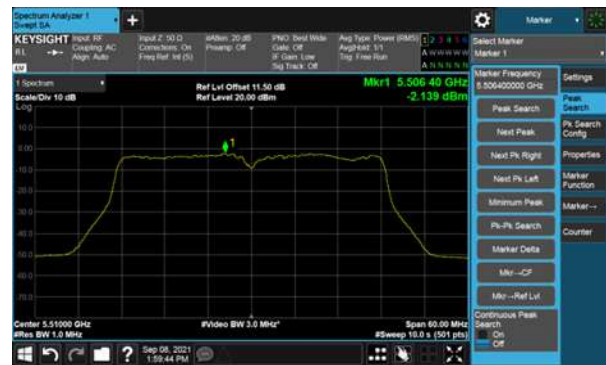 Spectrum Analyzer 1
Swept SA
Marker
KEYSIGHT
Input: RF
Coupling: AC
Align: Auto
Input Z: 50 Ω
Corrections: On
Freq Ref: Int (S)
#Atten: 20 dB
Preamp: Off
PNO: Best Wide
Gate: Off
IF Gain: Low
Sig Track: Off
Avg Type: Power (RMS)
Avg|Hold: 1/1
Trig: Free Run
1 2 3 4 5 6
A W W W W W
A N N N N N
Select Marker
Marker 1
1 Spectrum
Scale/Div 10 dB
Log
Ref Lvl Offset 11.50 dB
Ref Level 20.00 dBm
Mkr1 5.506 40 GHz
-2.139 dBm
10.0
0.00
-10.0
-20.0
-30.0
-40.0
-50.0
-60.0
-70.0
1
Center 5.51000 GHz
#Res BW 1.0 MHz
#Video BW 3.0 MHz*
Span 60.00 MHz
#Sweep 10.0 s (501 pts)
Marker Frequency
5.506400000 GHz
Peak Search
Next Peak
Next Pk Right
Next Pk Left
Minimum Peak
Pk-Pk Search
Marker Delta
Mkr→CF
Mkr→Ref Lvl
Continuous Peak
Search
On
Off
Settings
Peak
Search
Pk Search
Config
Properties
Marker
Function
Marker→
Counter
Sep 08, 2021
1:59:44 PM